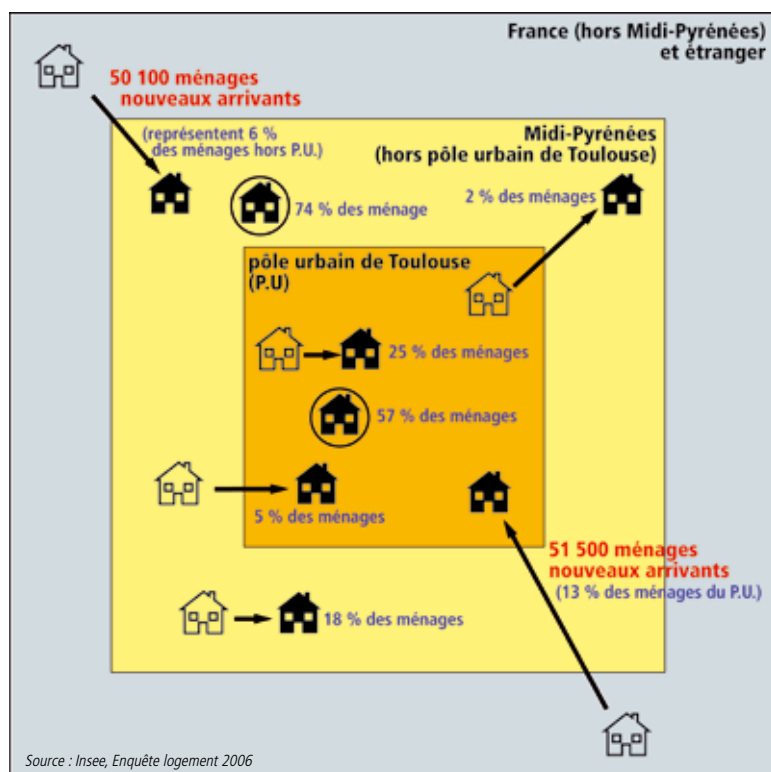 France (hors Midi-Pyrénées)
et étranger
50 100 ménages
nouveaux arrivants
(représentent 6 %
des ménages hors P.U.)
Midi-Pyrénées
(hors pôle urbain de Toulouse)
74 % des ménage
2 % des ménages
pôle urbain de Toulouse
(P.U)
25 % des ménages
57 % des ménages
5 % des ménages
51 500 ménages
nouveaux arrivants
(13 % des ménages du P.U.)
18 % des ménages
Source : Insee, Enquête logement 2006